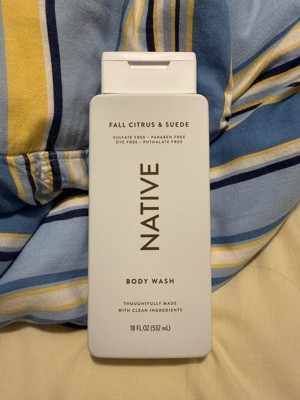 FALL CITRUS & SUEDE
SULFATE FREE - PARABEN FREE
DYE FREE - PHTHALATE FREE
NATIVE
BODY WASH
THOUGHTFULLY MADE
WITH CLEAN INGREDIENTS
18 FL OZ (532 mL)